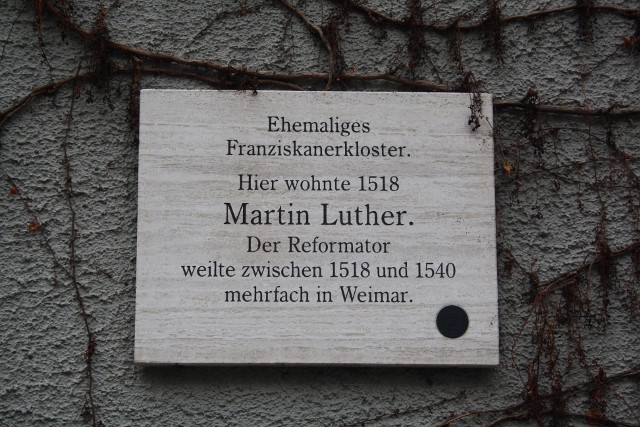 Ehemaliges
Franziskanerkloster.
Hier wohnte 1518
Martin Luther.
Der Reformator
weilte zwischen 1518 und 1540
mehrfach in Weimar.